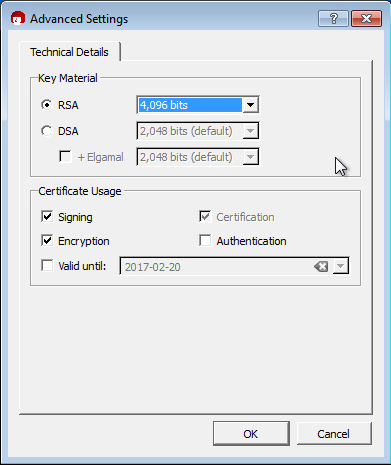 Advanced Settings
Technical Details
Key Material
RSA 4,096 bits
DSA 2,048 bits (default)
+ Elgamal 2,048 bits (default)
Certificate Usage
Signing Certification
Encryption Authentication
Valid until: 2017-02-20
OK Cancel